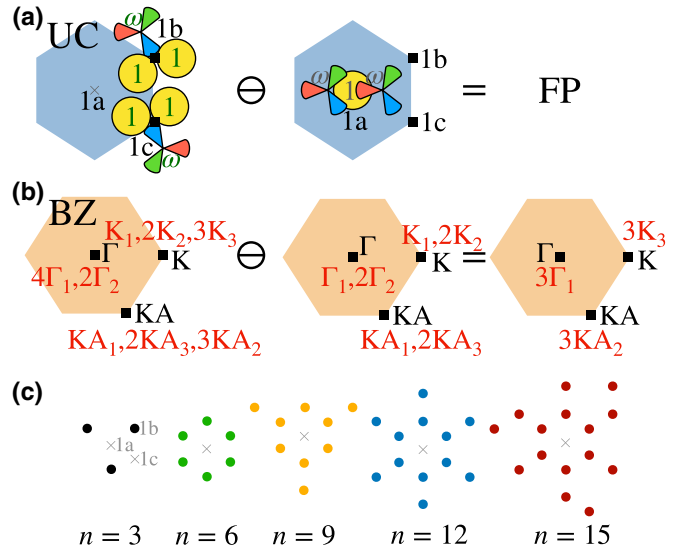 (a)
UC
ω
1b
1
1
1a
1
1
1c
ω
⊖
ω
1
ω
1a
1b
1c
=
FP
(b)
BZ
K₁,2K₂,3K₃
Γ
K
4Γ₁,2Γ₂
KA
KA₁,2KA₃,3KA₂
⊖
K₁,2K₂
Γ
K
Γ₁,2Γ₂
KA
KA₁,2KA₃
=
3K₃
Γ
K
3Γ₁
KA
3KA₂
(c)
1b
1a
1c
n = 3 n = 6 n = 9 n = 12 n = 15